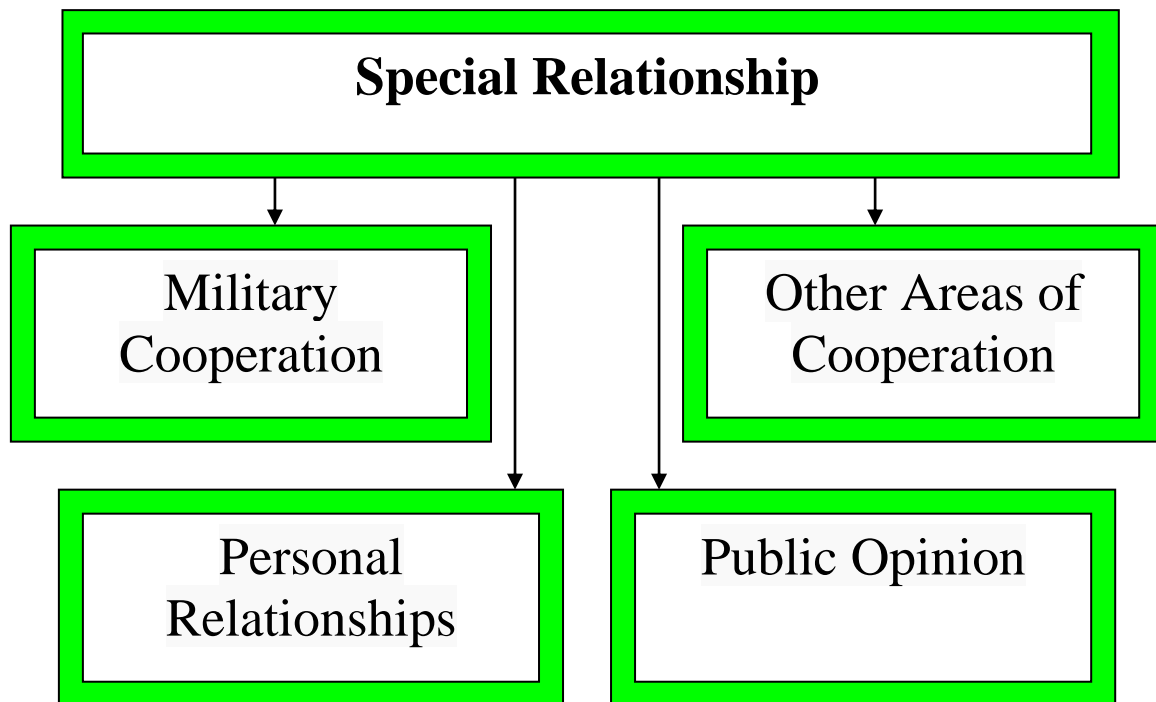 Special Relationship
Military
Cooperation
Other Areas of
Cooperation
Personal
Relationships
Public Opinion